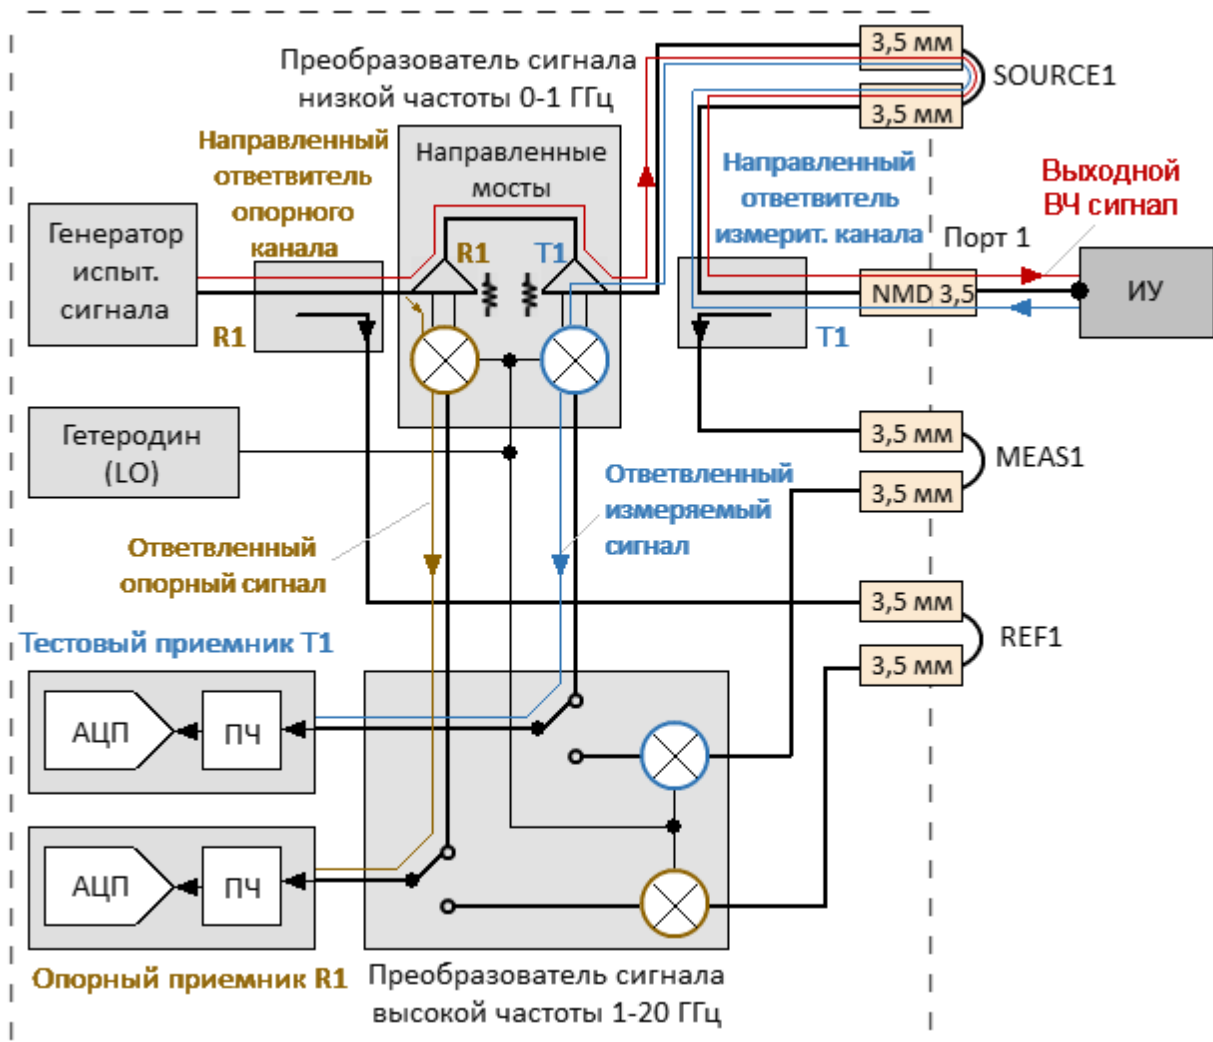 3,5 мм
SOURCE1
3,5 мм
Преобразователь сигнала
низкой частоты 0-1 ГГц
Направленный
ответвитель
опорного
канала
Направленные
мосты
Направленный
ответвитель
измерит. канала
Выходной
ВЧ сигнал
Генератор
испыт.
сигнала
R1
T1
Порт 1
NMD 3,5
ИУ
R1
T1
Гетеродин
(LO)
3,5 мм
MEAS1
3,5 мм
Ответвленный
измеряемый
сигнал
Ответвленный
опорный сигнал
3,5 мм
REF1
3,5 мм
Тестовый приемник T1
АЦП
ПЧ
АЦП
ПЧ
Опорный приемник R1
Преобразователь сигнала
высокой частоты 1-20 ГГц